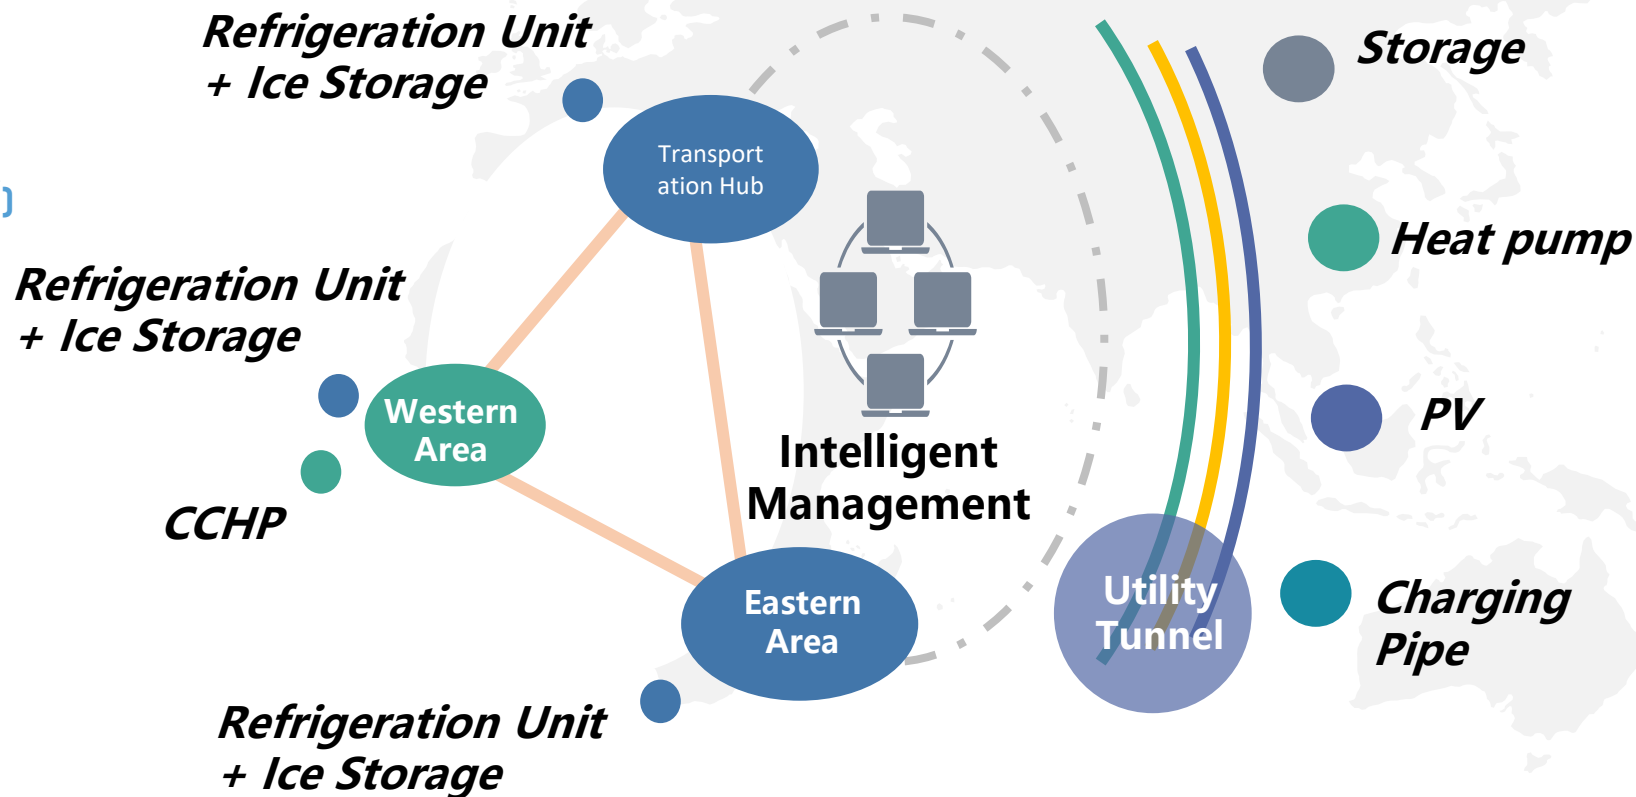 Refrigeration Unit
+ Ice Storage
Transport
ation Hub
Refrigeration Unit
+ Ice Storage
Western
Area
CCHP
Intelligent
Management
Eastern
Area
Refrigeration Unit
+ Ice Storage
Utility
Tunnel
Storage
Heat pump
PV
Charging
Pipe